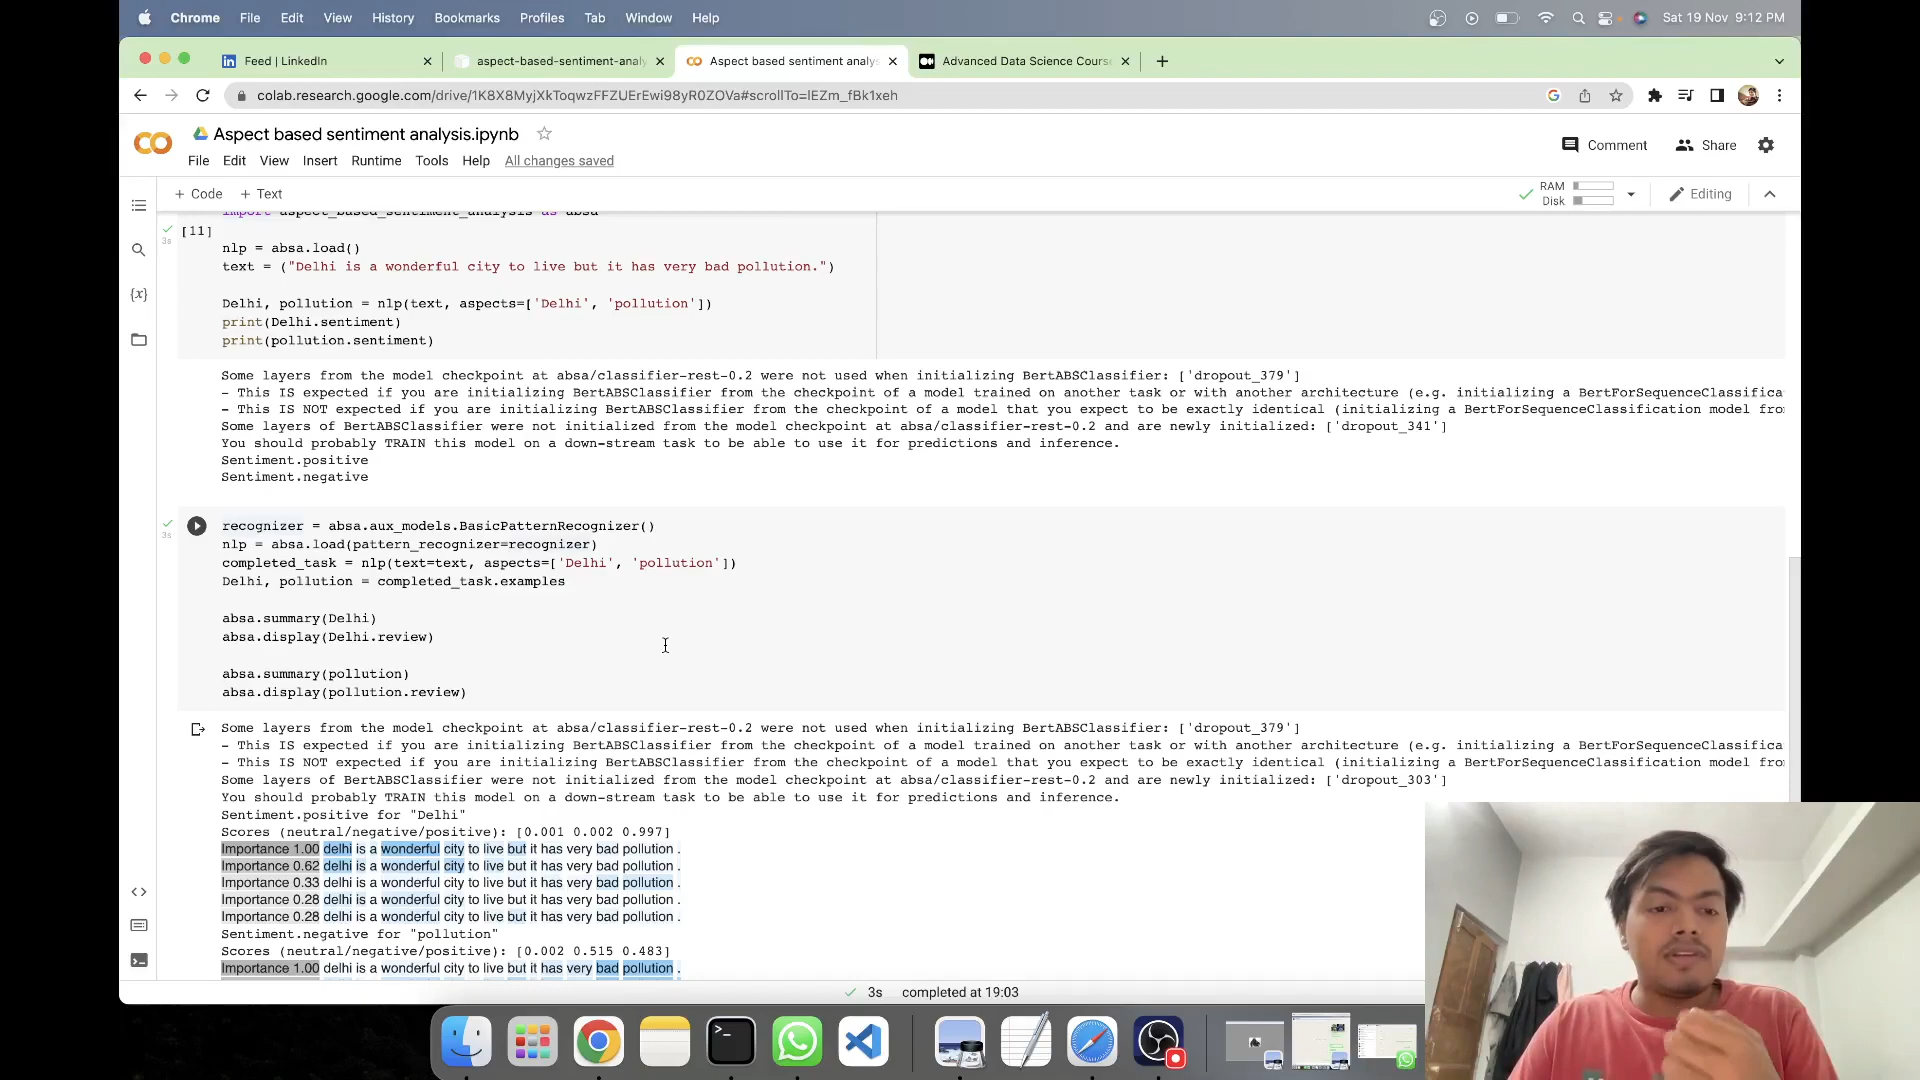 Chrome File Edit View History Bookmarks Profiles Tab Window Help Sat 19 Nov 9:12 PM
Feed | LinkedIn aspect-based-sentiment-analy Aspect based sentiment analys Advanced Data Science Cours
colab.research.google.com/drive/1K8X8MyjXkToqwzFFZUErEwi98yR0ZOVa#scrollTo=lEZm_fBk1xeh
Aspect based sentiment analysis.ipynb
Comment Share
File Edit View Insert Runtime Tools Help All changes saved
+ Code + Text RAM Disk Editing
import aspect_based_sentiment_analysis as absa
[11]
3s
nlp = absa.load()
text = ("Delhi is a wonderful city to live but it has very bad pollution.")
Delhi, pollution = nlp(text, aspects=['Delhi', 'pollution'])
print(Delhi.sentiment)
print(pollution.sentiment)
Some layers from the model checkpoint at absa/classifier-rest-0.2 were not used when initializing BertABSClassifier: ['dropout_379']
- This IS expected if you are initializing BertABSClassifier from the checkpoint of a model trained on another task or with another architecture (e.g. initializing a BertForSequenceClassifica
- This IS NOT expected if you are initializing BertABSClassifier from the checkpoint of a model that you expect to be exactly identical (initializing a BertForSequenceClassification model fro
Some layers of BertABSClassifier were not initialized from the model checkpoint at absa/classifier-rest-0.2 and are newly initialized: ['dropout_341']
You should probably TRAIN this model on a down-stream task to be able to use it for predictions and inference.
Sentiment.positive
Sentiment.negative
3s
recognizer = absa.aux_models.BasicPatternRecognizer()
nlp = absa.load(pattern_recognizer=recognizer)
completed_task = nlp(text=text, aspects=['Delhi', 'pollution'])
Delhi, pollution = completed_task.examples
absa.summary(Delhi)
absa.display(Delhi.review)
absa.summary(pollution)
absa.display(pollution.review)
Some layers from the model checkpoint at absa/classifier-rest-0.2 were not used when initializing BertABSClassifier: ['dropout_379']
- This IS expected if you are initializing BertABSClassifier from the checkpoint of a model trained on another task or with another architecture (e.g. initializing a BertForSequenceClassifica
- This IS NOT expected if you are initializing BertABSClassifier from the checkpoint of a model that you expect to be exactly identical (initializing a BertForSequenceClassification model fro
Some layers of BertABSClassifier were not initialized from the model checkpoint at absa/classifier-rest-0.2 and are newly initialized: ['dropout_303']
You should probably TRAIN this model on a down-stream task to be able to use it for predictions and inference.
Sentiment.positive for "Delhi"
Scores (neutral/negative/positive): [0.001 0.002 0.997]
Importance 1.00 delhi is a wonderful city to live but it has very bad pollution .
Importance 0.62 delhi is a wonderful city to live but it has very bad pollution .
Importance 0.33 delhi is a wonderful city to live but it has very bad pollution .
Importance 0.28 delhi is a wonderful city to live but it has very bad pollution .
Importance 0.28 delhi is a wonderful city to live but it has very bad pollution .
Sentiment.negative for "pollution"
Scores (neutral/negative/positive): [0.002 0.515 0.483]
Importance 1.00 delhi is a wonderful city to live but it has very bad pollution .
3s completed at 19:03